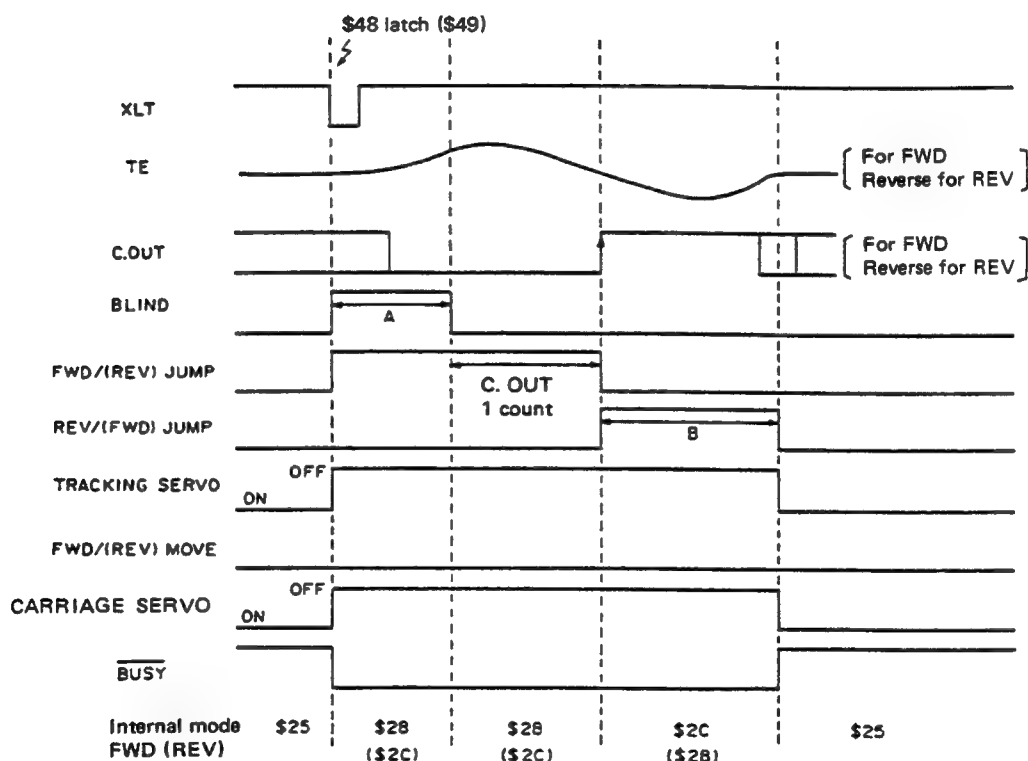 $48 latch ($49)
XLT
TE
For FWD
Reverse for REV
C.OUT
For FWD
Reverse for REV
BLIND
A
FWD/(REV) JUMP
C. OUT
1 count
REV/(FWD) JUMP
B
OFF
TRACKING SERVO
ON
FWD/(REV) MOVE
OFF
CARRIAGE SERVO
ON
BUSY
Internal mode $25 $28 $28 $2C $25
FWD (REV) ($2C) ($2C) ($28)